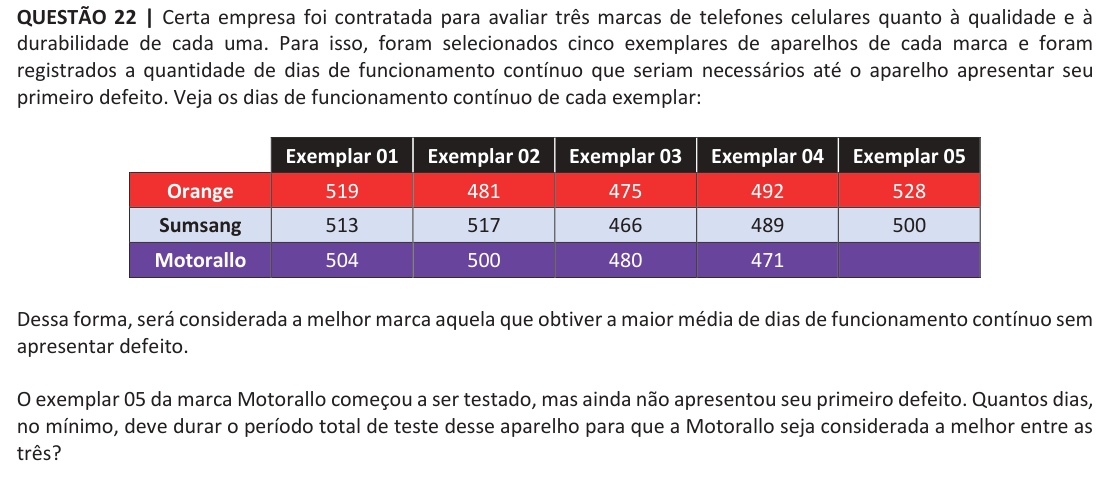 QUESTÃO 22 | Certa empresa foi contratada para avaliar três marcas de telefones celulares quanto à qualidade e à
durabilidade de cada uma. Para isso, foram selecionados cinco exemplares de aparelhos de cada marca e foram
registrados a quantidade de dias de funcionamento contínuo que seriam necessários até o aparelho apresentar seu
primeiro defeito. Veja os dias de funcionamento contínuo de cada exemplar:
Exemplar 01 Exemplar 02 Exemplar 03 Exemplar 04 Exemplar 05
Orange 519 481 475 492 528
Sumsang 513 517 466 489 500
Motorallo 504 500 480 471
Dessa forma, será considerada a melhor marca aquela que obtiver a maior média de dias de funcionamento contínuo sem
apresentar defeito.
O exemplar 05 da marca Motorallo começou a ser testado, mas ainda não apresentou seu primeiro defeito. Quantos dias,
no mínimo, deve durar o período total de teste desse aparelho para que a Motorallo seja considerada a melhor entre as
três?